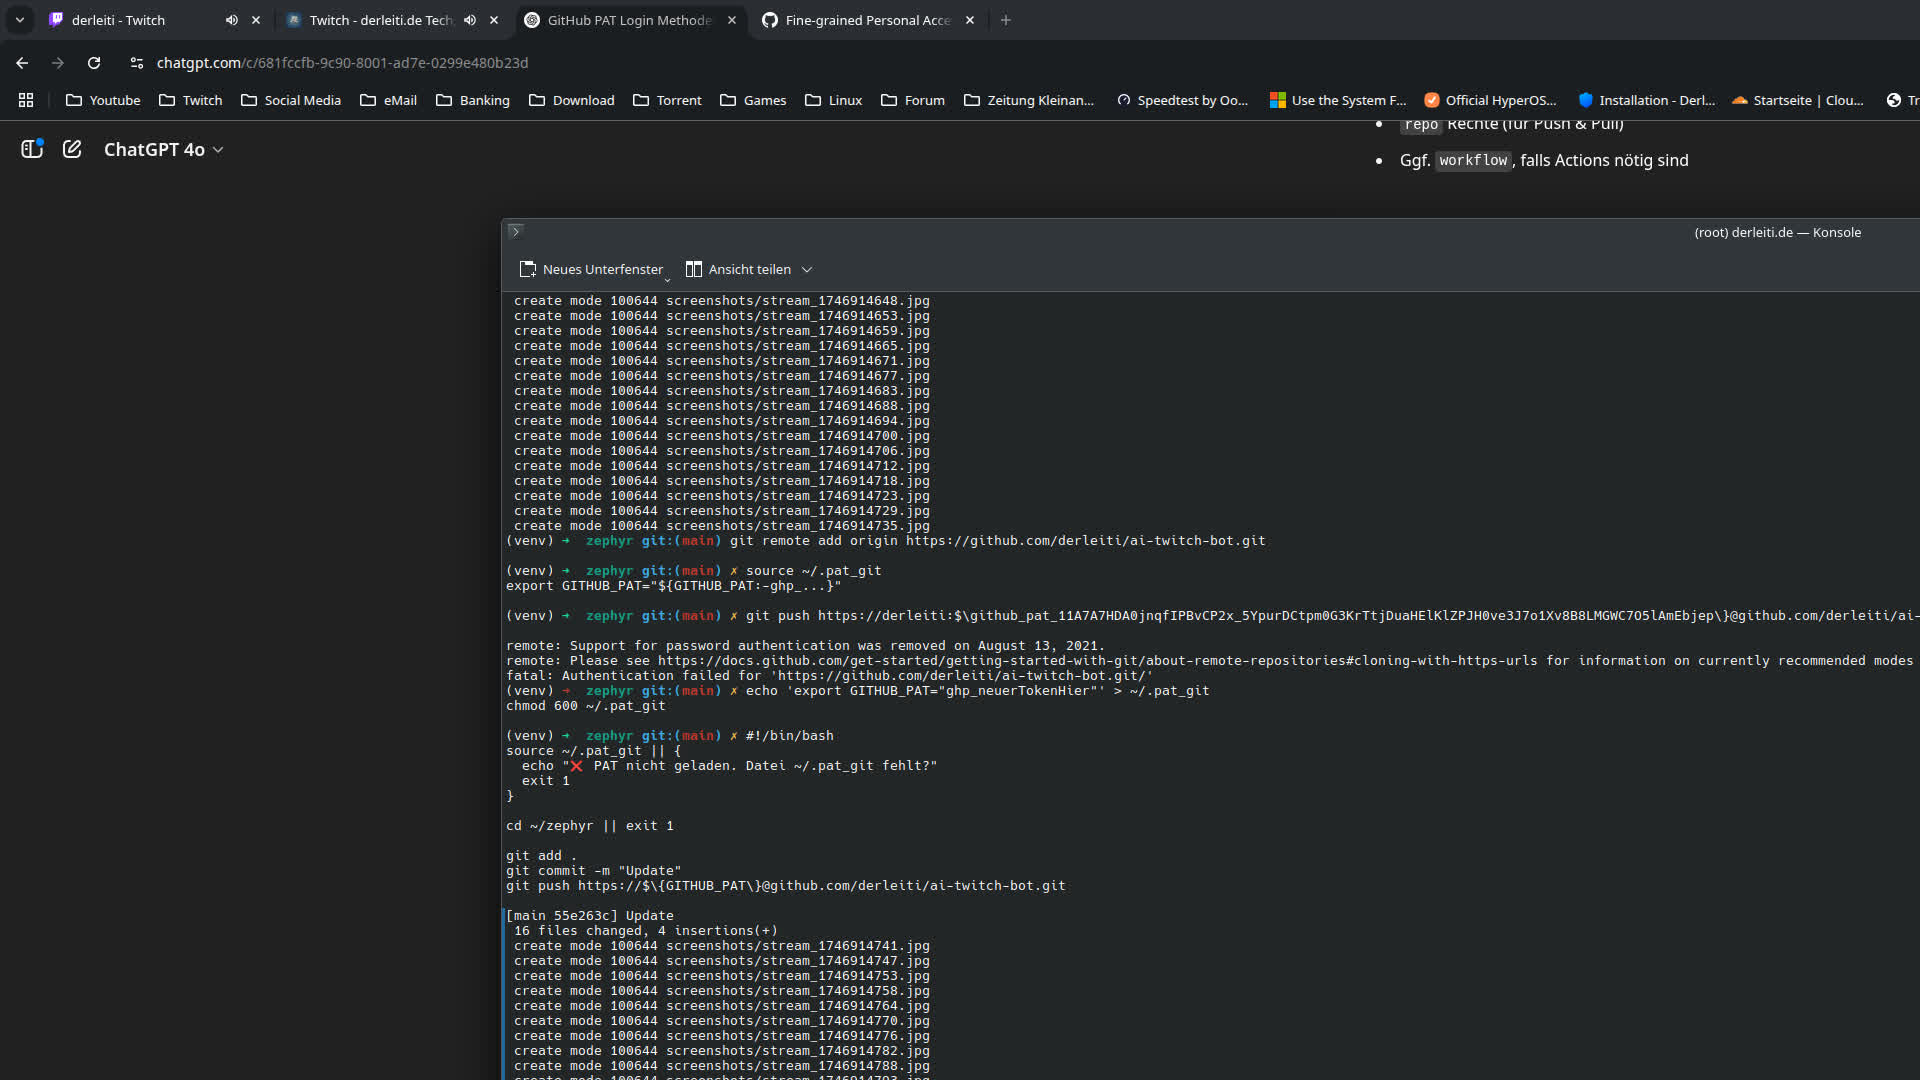 derleiti - Twitch
Twitch - derleiti.de Tech
GitHub PAT Login Methode
Fine-grained Personal Acce
chatgpt.com/c/681fccfb-9c90-8001-ad7e-0299e480b23d
Youtube Twitch Social Media eMail Banking Download Torrent Games Linux Forum Zeitung Kleinan... Speedtest by Oo... Use the System F... Official HyperOS... Installation - Derl... Startseite | Clou... Tr
repo Rechte (für Push & Pull)
ChatGPT 4o
Ggf. workflow, falls Actions nötig sind
(root) derleiti.de — Konsole
Neues Unterfenster Ansicht teilen
create mode 100644 screenshots/stream_1746914648.jpg
create mode 100644 screenshots/stream_1746914653.jpg
create mode 100644 screenshots/stream_1746914659.jpg
create mode 100644 screenshots/stream_1746914665.jpg
create mode 100644 screenshots/stream_1746914671.jpg
create mode 100644 screenshots/stream_1746914677.jpg
create mode 100644 screenshots/stream_1746914683.jpg
create mode 100644 screenshots/stream_1746914688.jpg
create mode 100644 screenshots/stream_1746914694.jpg
create mode 100644 screenshots/stream_1746914700.jpg
create mode 100644 screenshots/stream_1746914706.jpg
create mode 100644 screenshots/stream_1746914712.jpg
create mode 100644 screenshots/stream_1746914718.jpg
create mode 100644 screenshots/stream_1746914723.jpg
create mode 100644 screenshots/stream_1746914729.jpg
create mode 100644 screenshots/stream_1746914735.jpg
(venv) ➜ zephyr git:(main) git remote add origin https://github.com/derleiti/ai-twitch-bot.git
(venv) ➜ zephyr git:(main) ✗ source ~/.pat_git
export GITHUB_PAT="${GITHUB_PAT:-ghp_...}"
(venv) ➜ zephyr git:(main) ✗ git push https://derleiti:$\[access token redacted]\}@github.com/derleiti/ai-
remote: Support for password authentication was removed on August 13, 2021.
remote: Please see https://docs.github.com/get-started/getting-started-with-git/about-remote-repositories#cloning-with-https-urls for information on currently recommended modes
fatal: Authentication failed for 'https://github.com/derleiti/ai-twitch-bot.git/'
(venv) ➜ zephyr git:(main) ✗ echo 'export GITHUB_PAT="ghp_neuerTokenHier"' > ~/.pat_git
chmod 600 ~/.pat_git
(venv) ➜ zephyr git:(main) ✗ #!/bin/bash
source ~/.pat_git || {
echo "❌ PAT nicht geladen. Datei ~/.pat_git fehlt?"
exit 1
}
cd ~/zephyr || exit 1
git add .
git commit -m "Update"
git push https://$\{GITHUB_PAT\}@github.com/derleiti/ai-twitch-bot.git
[main 55e263c] Update
16 files changed, 4 insertions(+)
create mode 100644 screenshots/stream_1746914741.jpg
create mode 100644 screenshots/stream_1746914747.jpg
create mode 100644 screenshots/stream_1746914753.jpg
create mode 100644 screenshots/stream_1746914758.jpg
create mode 100644 screenshots/stream_1746914764.jpg
create mode 100644 screenshots/stream_1746914770.jpg
create mode 100644 screenshots/stream_1746914776.jpg
create mode 100644 screenshots/stream_1746914782.jpg
create mode 100644 screenshots/stream_1746914788.jpg